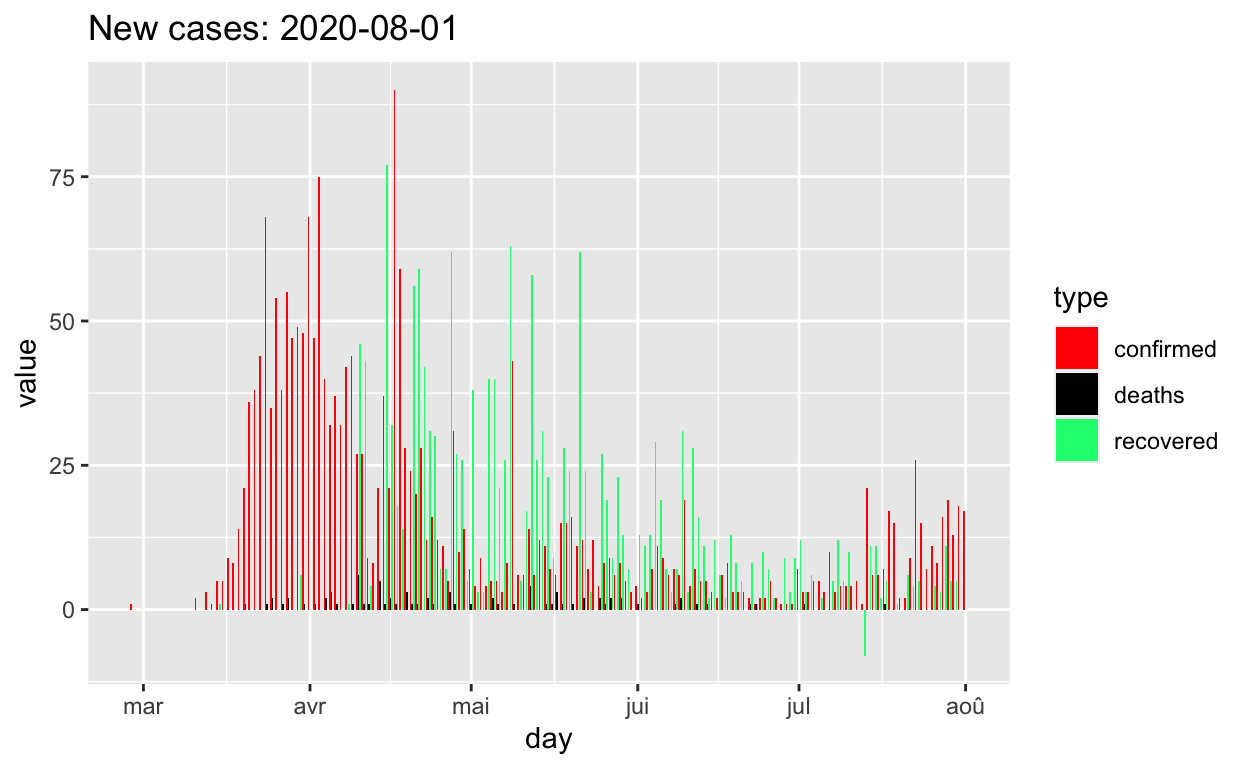 New cases: 2020-08-01
75
50
25
0
value
mar avr mai jui jul aoû
day
type
confirmed
deaths
recovered